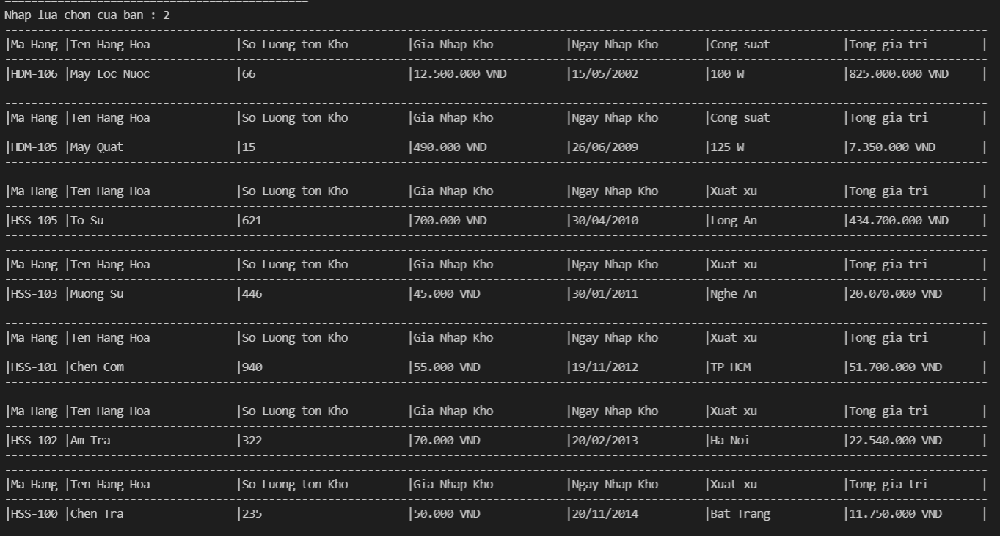 Nhap lua chon cua ban : 2
|Ma Hang |Ten Hang Hoa |So Luong ton Kho |Gia Nhap Kho |Ngay Nhap Kho |Cong suat |Tong gia tri |
|HDM-106 |May Loc Nuoc |66 |12.500.000 VND |15/05/2002 |100 W |825.000.000 VND |
|Ma Hang |Ten Hang Hoa |So Luong ton Kho |Gia Nhap Kho |Ngay Nhap Kho |Cong suat |Tong gia tri |
|HDM-105 |May Quat |15 |490.000 VND |26/06/2009 |125 W |7.350.000 VND |
|Ma Hang |Ten Hang Hoa |So Luong ton Kho |Gia Nhap Kho |Ngay Nhap Kho |Xuat xu |Tong gia tri |
|HSS-105 |To Su |621 |700.000 VND |30/04/2010 |Long An |434.700.000 VND |
|Ma Hang |Ten Hang Hoa |So Luong ton Kho |Gia Nhap Kho |Ngay Nhap Kho |Xuat xu |Tong gia tri |
|HSS-103 |Muong Su |446 |45.000 VND |30/01/2011 |Nghe An |20.070.000 VND |
|Ma Hang |Ten Hang Hoa |So Luong ton Kho |Gia Nhap Kho |Ngay Nhap Kho |Xuat xu |Tong gia tri |
|HSS-101 |Chen Com |940 |55.000 VND |19/11/2012 |TP HCM |51.700.000 VND |
|Ma Hang |Ten Hang Hoa |So Luong ton Kho |Gia Nhap Kho |Ngay Nhap Kho |Xuat xu |Tong gia tri |
|HSS-102 |Am Tra |322 |70.000 VND |20/02/2013 |Ha Noi |22.540.000 VND |
|Ma Hang |Ten Hang Hoa |So Luong ton Kho |Gia Nhap Kho |Ngay Nhap Kho |Xuat xu |Tong gia tri |
|HSS-100 |Chen Tra |235 |50.000 VND |20/11/2014 |Bat Trang |11.750.000 VND |